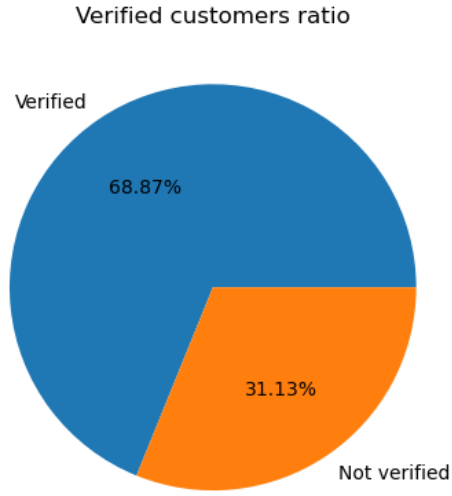 Verified customers ratio
Verified
68.87%
31.13%
Not verified